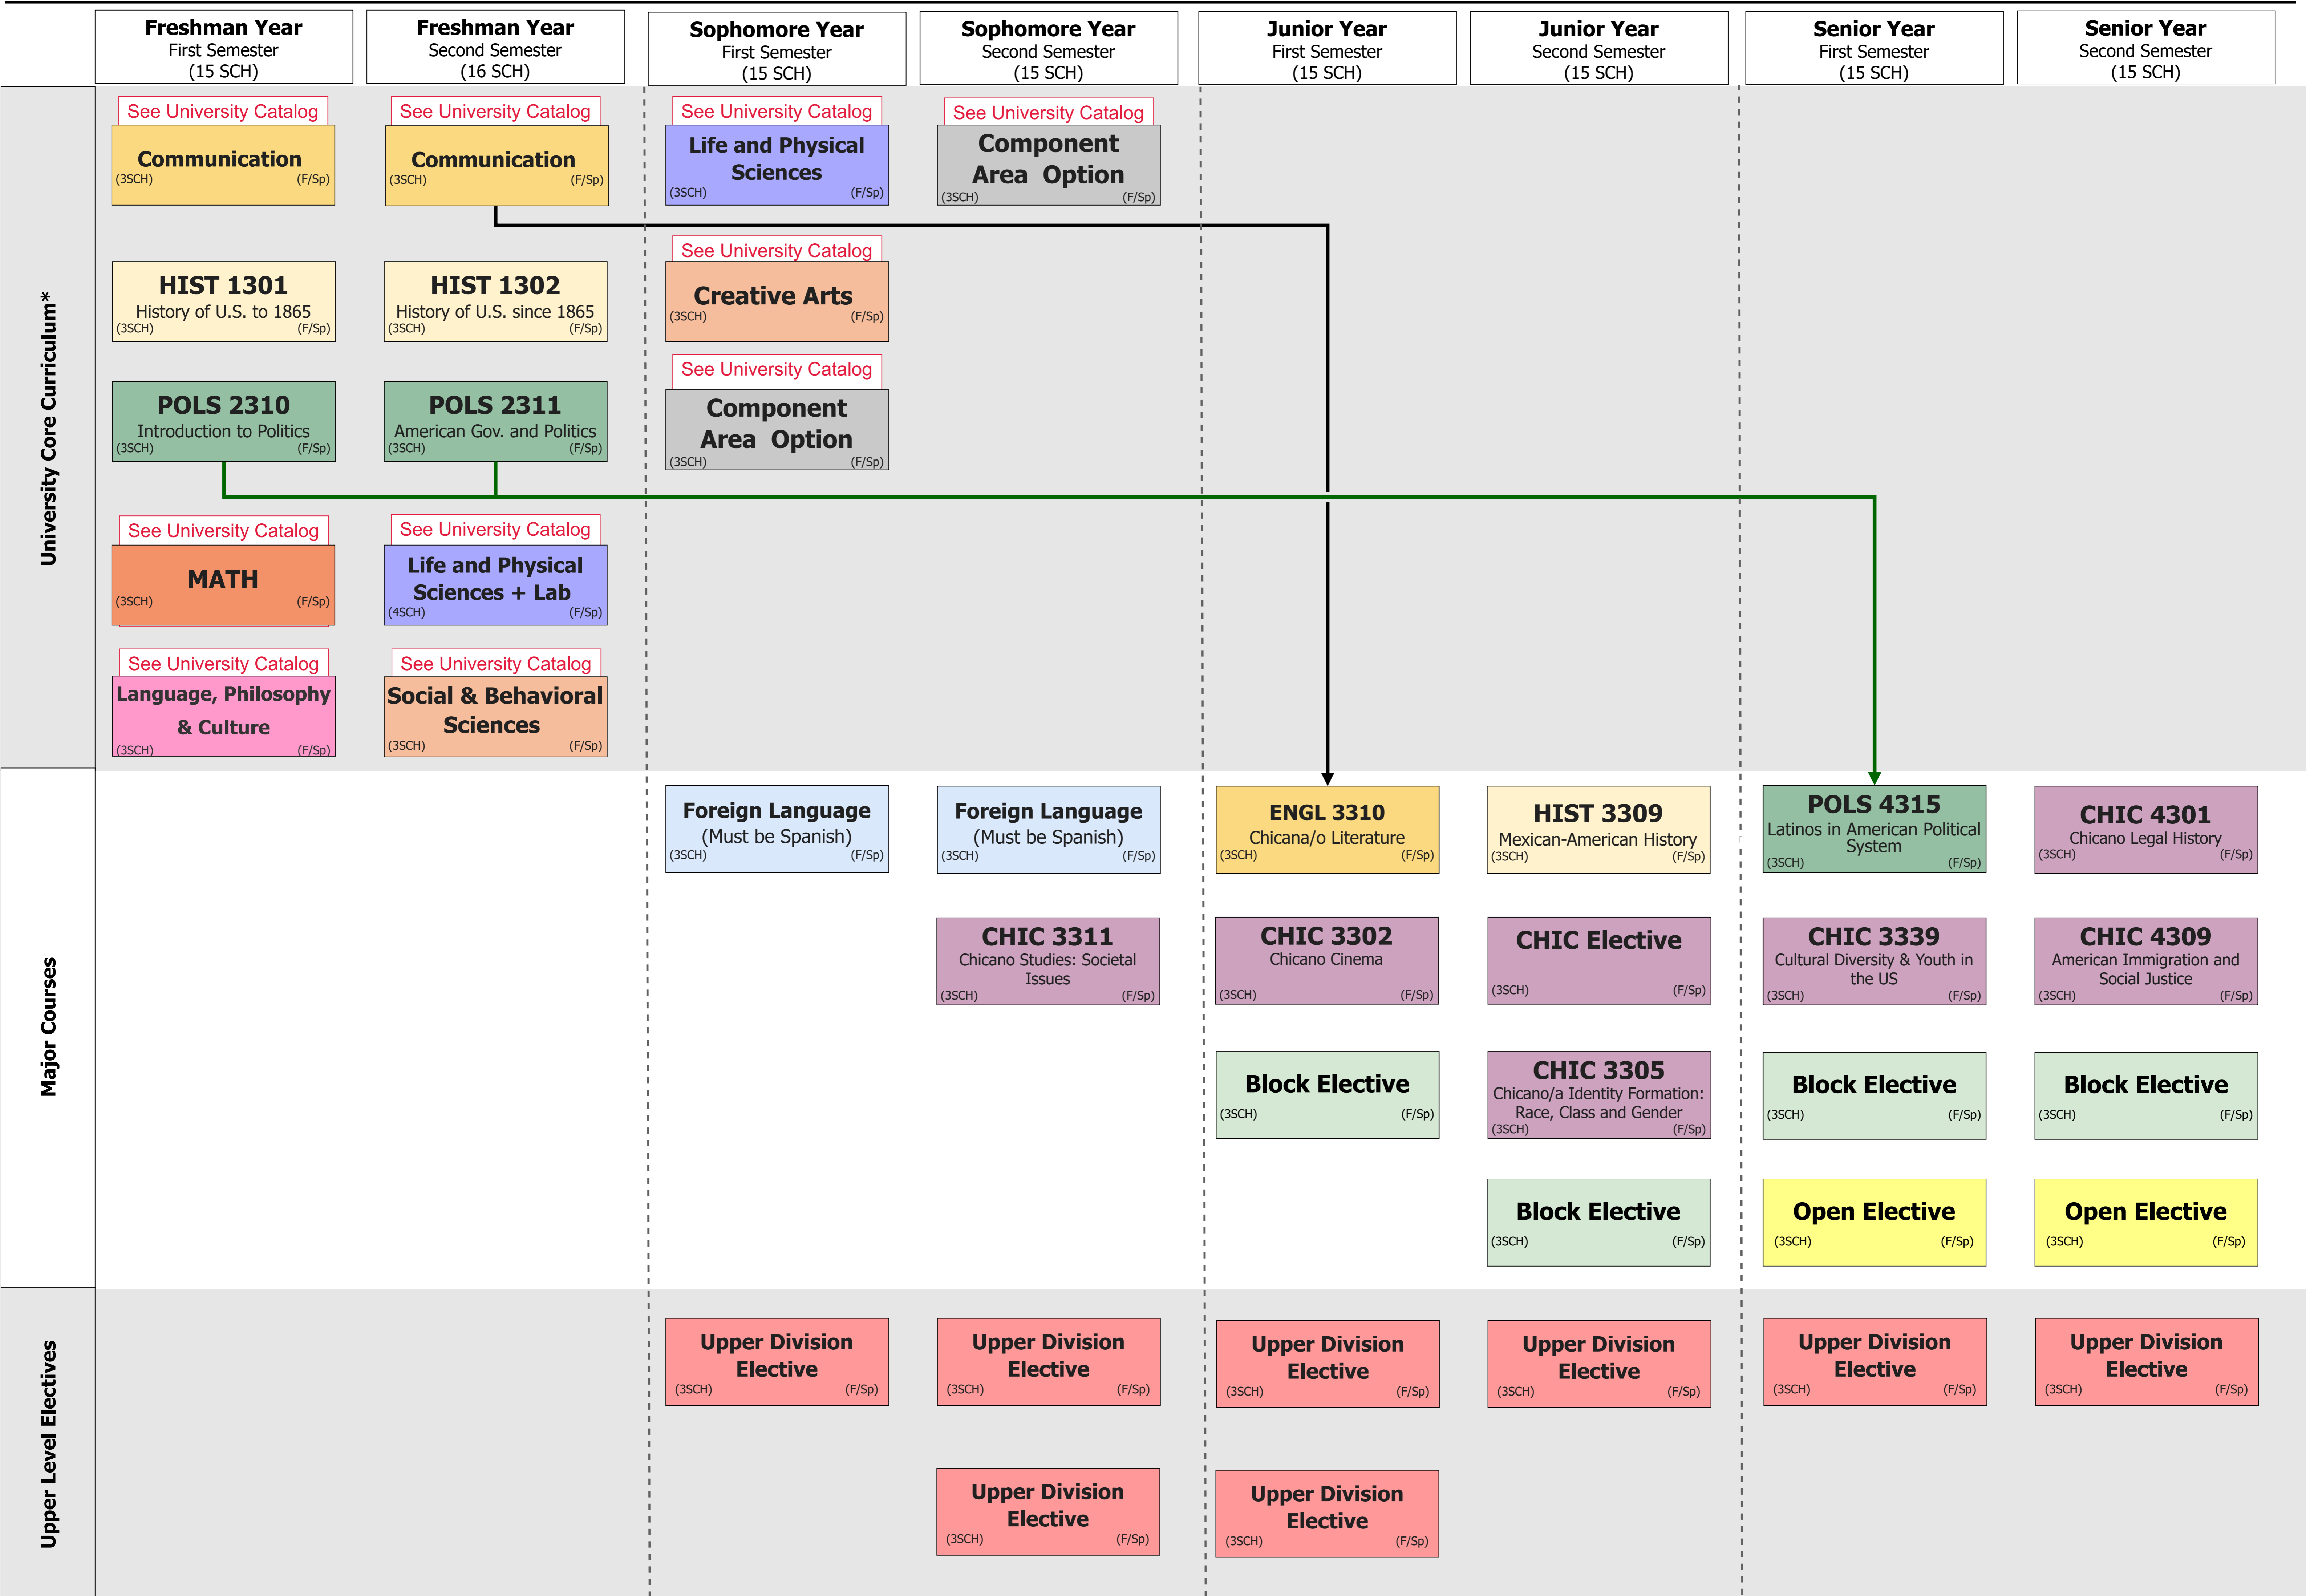 Freshman Year
First Semester
(15 SCH)
Freshman Year
Second Semester
(16 SCH)
Sophomore Year
First Semester
(15 SCH)
Sophomore Year
Second Semester
(15 SCH)
Junior Year
First Semester
(15 SCH)
Junior Year
Second Semester
(15 SCH)
Senior Year
First Semester
(15 SCH)
Senior Year
Second Semester
(15 SCH)
University Core Curriculum*
See University Catalog
Communication
(3SCH) (F/Sp)
See University Catalog
Communication
(3SCH) (F/Sp)
See University Catalog
Life and Physical
Sciences
(3SCH) (F/Sp)
See University Catalog
Component
Area Option
(3SCH) (F/Sp)
HIST 1301
History of U.S. to 1865
(3SCH) (F/Sp)
HIST 1302
History of U.S. since 1865
(3SCH) (F/Sp)
See University Catalog
Creative Arts
(3SCH) (F/Sp)
POLS 2310
Introduction to Politics
(3SCH) (F/Sp)
POLS 2311
American Gov. and Politics
(3SCH) (F/Sp)
See University Catalog
Component
Area Option
(3SCH) (F/Sp)
See University Catalog
MATH
(3SCH) (F/Sp)
See University Catalog
Life and Physical
Sciences + Lab
(4SCH) (F/Sp)
See University Catalog
Language, Philosophy
& Culture
(3SCH) (F/Sp)
See University Catalog
Social & Behavioral
Sciences
(3SCH) (F/Sp)
Major Courses
Foreign Language
(Must be Spanish)
(3SCH) (F/Sp)
Foreign Language
(Must be Spanish)
(3SCH) (F/Sp)
ENGL 3310
Chicana/o Literature
(3SCH) (F/Sp)
HIST 3309
Mexican-American History
(3SCH) (F/Sp)
POLS 4315
Latinos in American Political
System
(3SCH) (F/Sp)
CHIC 4301
Chicano Legal History
(3SCH) (F/Sp)
CHIC 3311
Chicano Studies: Societal
Issues
(3SCH) (F/Sp)
CHIC 3302
Chicano Cinema
(3SCH) (F/Sp)
CHIC Elective
(3SCH) (F/Sp)
CHIC 3339
Cultural Diversity & Youth in
the US
(3SCH) (F/Sp)
CHIC 4309
American Immigration and
Social Justice
(3SCH) (F/Sp)
Block Elective
(3SCH) (F/Sp)
CHIC 3305
Chicano/a Identity Formation:
Race, Class and Gender
(3SCH) (F/Sp)
Block Elective
(3SCH) (F/Sp)
Block Elective
(3SCH) (F/Sp)
Block Elective
(3SCH) (F/Sp)
Open Elective
(3SCH) (F/Sp)
Open Elective
(3SCH) (F/Sp)
Upper Level Electives
Upper Division
Elective
(3SCH) (F/Sp)
Upper Division
Elective
(3SCH) (F/Sp)
Upper Division
Elective
(3SCH) (F/Sp)
Upper Division
Elective
(3SCH) (F/Sp)
Upper Division
Elective
(3SCH) (F/Sp)
Upper Division
Elective
(3SCH) (F/Sp)
Upper Division
Elective
(3SCH) (F/Sp)
Upper Division
Elective
(3SCH) (F/Sp)